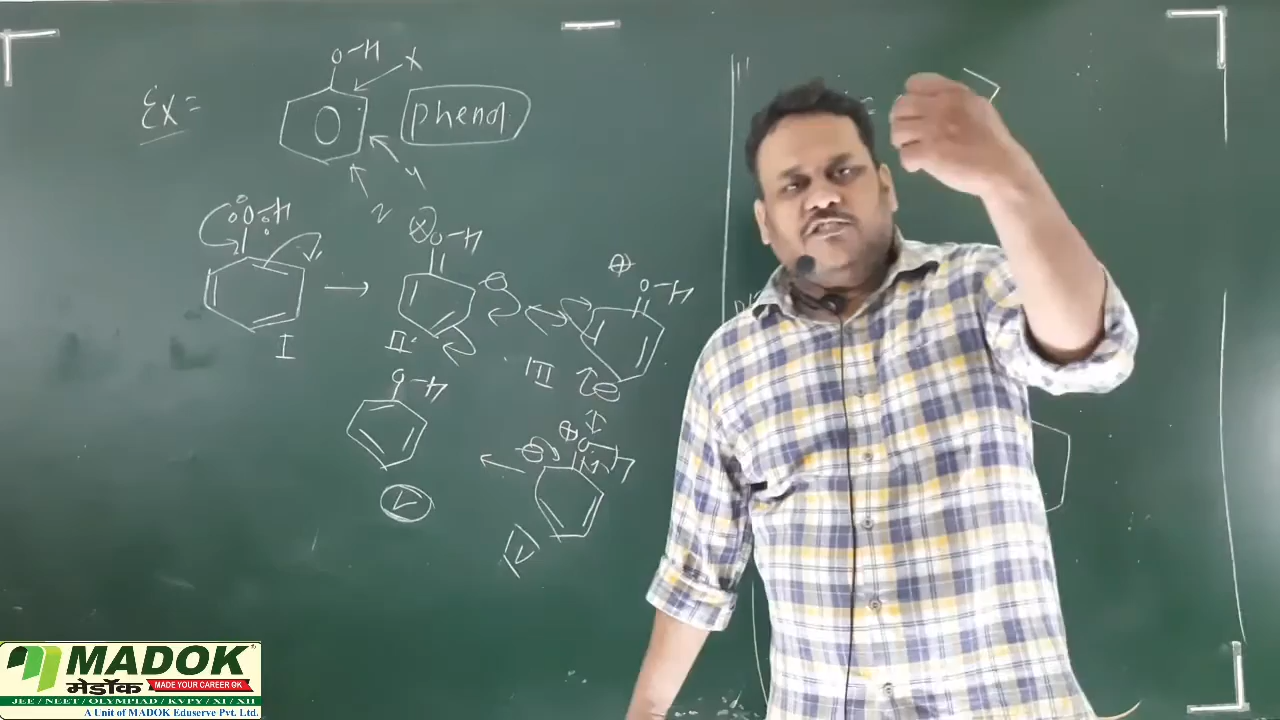 Ex =
O-H
x
phenol
y
z
O-H
I
⊕ O-H
⊖
II
⊕
O-H
III
⊖
O-H
V
⊕
⊖
IV
MADOK
मेडॉक MADE YOUR CAREER OK
JEE / NEET / OLYMPIAD / KVPY / XI / XII
A Unit of MADOK Eduserve Pvt. Ltd.